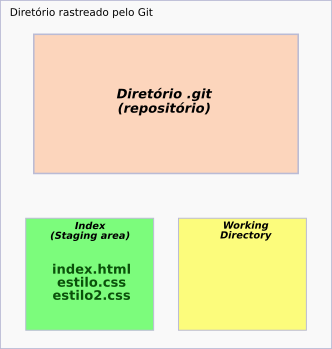 Diretório rastreado pelo Git
Diretório .git
(repositório)
Index
(Staging area)
index.html
estilo.css
estilo2.css
Working
Directory